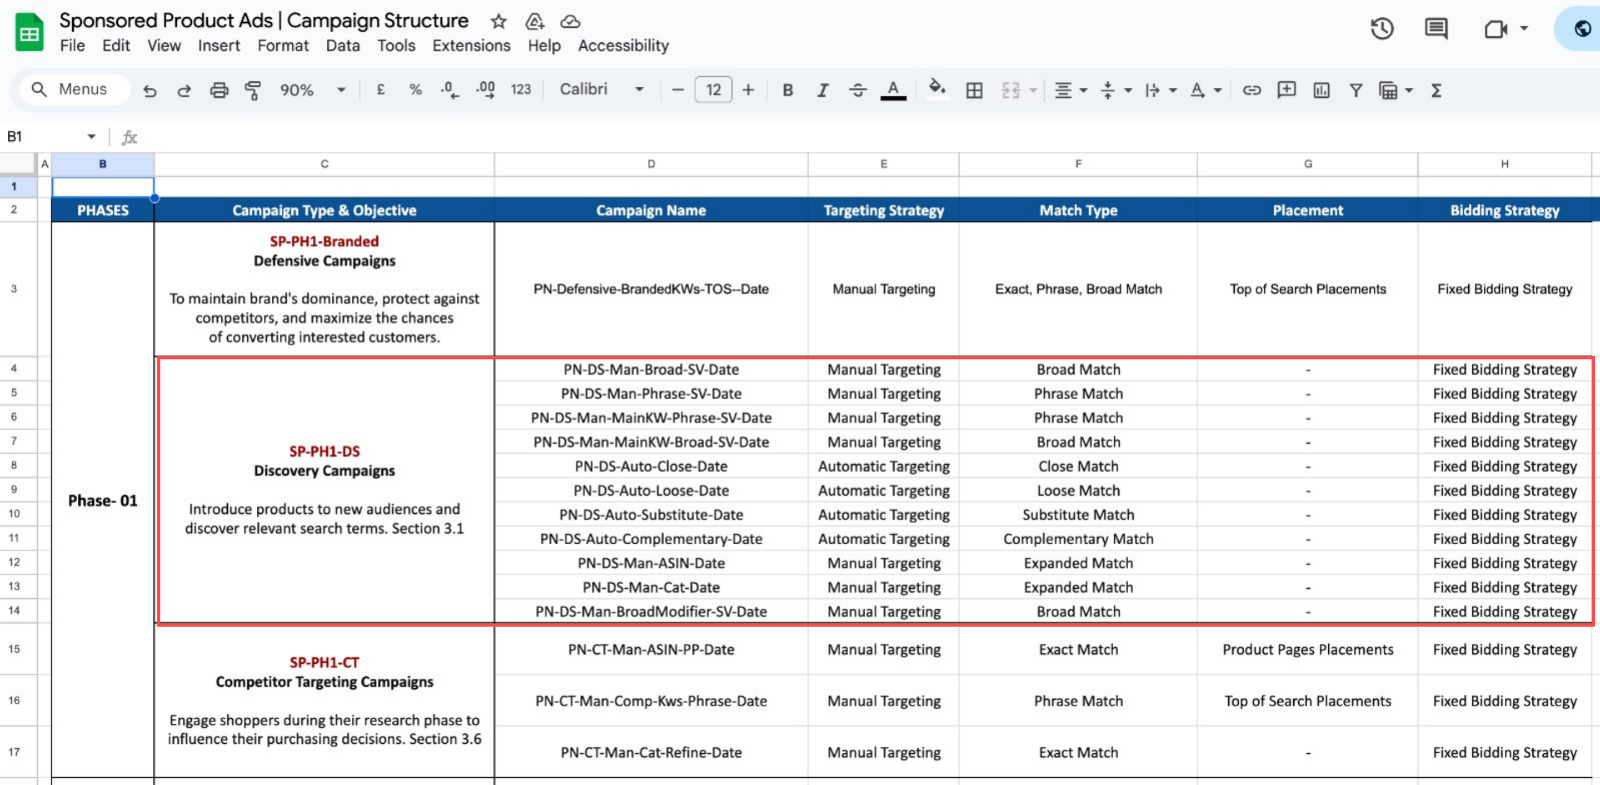 Sponsored Product Ads | Campaign Structure
File Edit View Insert Format Data Tools Extensions Help Accessibility
Menus 90% £ % .0 .00 123 Calibri − 12 + B I S A Σ
B1 fx
A B C D E F G H
1
2 PHASES Campaign Type & Objective Campaign Name Targeting Strategy Match Type Placement Bidding Strategy
SP-PH1-Branded
Defensive Campaigns
3 PN-Defensive-BrandedKWs-TOS--Date Manual Targeting Exact, Phrase, Broad Match Top of Search Placements Fixed Bidding Strategy
To maintain brand's dominance, protect against
competitors, and maximize the chances
of converting interested customers.
4 PN-DS-Man-Broad-SV-Date Manual Targeting Broad Match - Fixed Bidding Strategy
5 PN-DS-Man-Phrase-SV-Date Manual Targeting Phrase Match - Fixed Bidding Strategy
6 PN-DS-Man-MainKW-Phrase-SV-Date Manual Targeting Phrase Match - Fixed Bidding Strategy
7 PN-DS-Man-MainKW-Broad-SV-Date Manual Targeting Broad Match - Fixed Bidding Strategy
SP-PH1-DS
8 Discovery Campaigns PN-DS-Auto-Close-Date Automatic Targeting Close Match - Fixed Bidding Strategy
9 Phase- 01 PN-DS-Auto-Loose-Date Automatic Targeting Loose Match - Fixed Bidding Strategy
10 Introduce products to new audiences and PN-DS-Auto-Substitute-Date Automatic Targeting Substitute Match - Fixed Bidding Strategy
11 discover relevant search terms. Section 3.1 PN-DS-Auto-Complementary-Date Automatic Targeting Complementary Match - Fixed Bidding Strategy
12 PN-DS-Man-ASIN-Date Manual Targeting Expanded Match - Fixed Bidding Strategy
13 PN-DS-Man-Cat-Date Manual Targeting Expanded Match - Fixed Bidding Strategy
14 PN-DS-Man-BroadModifier-SV-Date Manual Targeting Broad Match - Fixed Bidding Strategy
15 PN-CT-Man-ASIN-PP-Date Manual Targeting Exact Match Product Pages Placements Fixed Bidding Strategy
SP-PH1-CT
Competitor Targeting Campaigns
16 PN-CT-Man-Comp-Kws-Phrase-Date Manual Targeting Phrase Match Top of Search Placements Fixed Bidding Strategy
Engage shoppers during their research phase to
influence their purchasing decisions. Section 3.6
17 PN-CT-Man-Cat-Refine-Date Manual Targeting Exact Match - Fixed Bidding Strategy